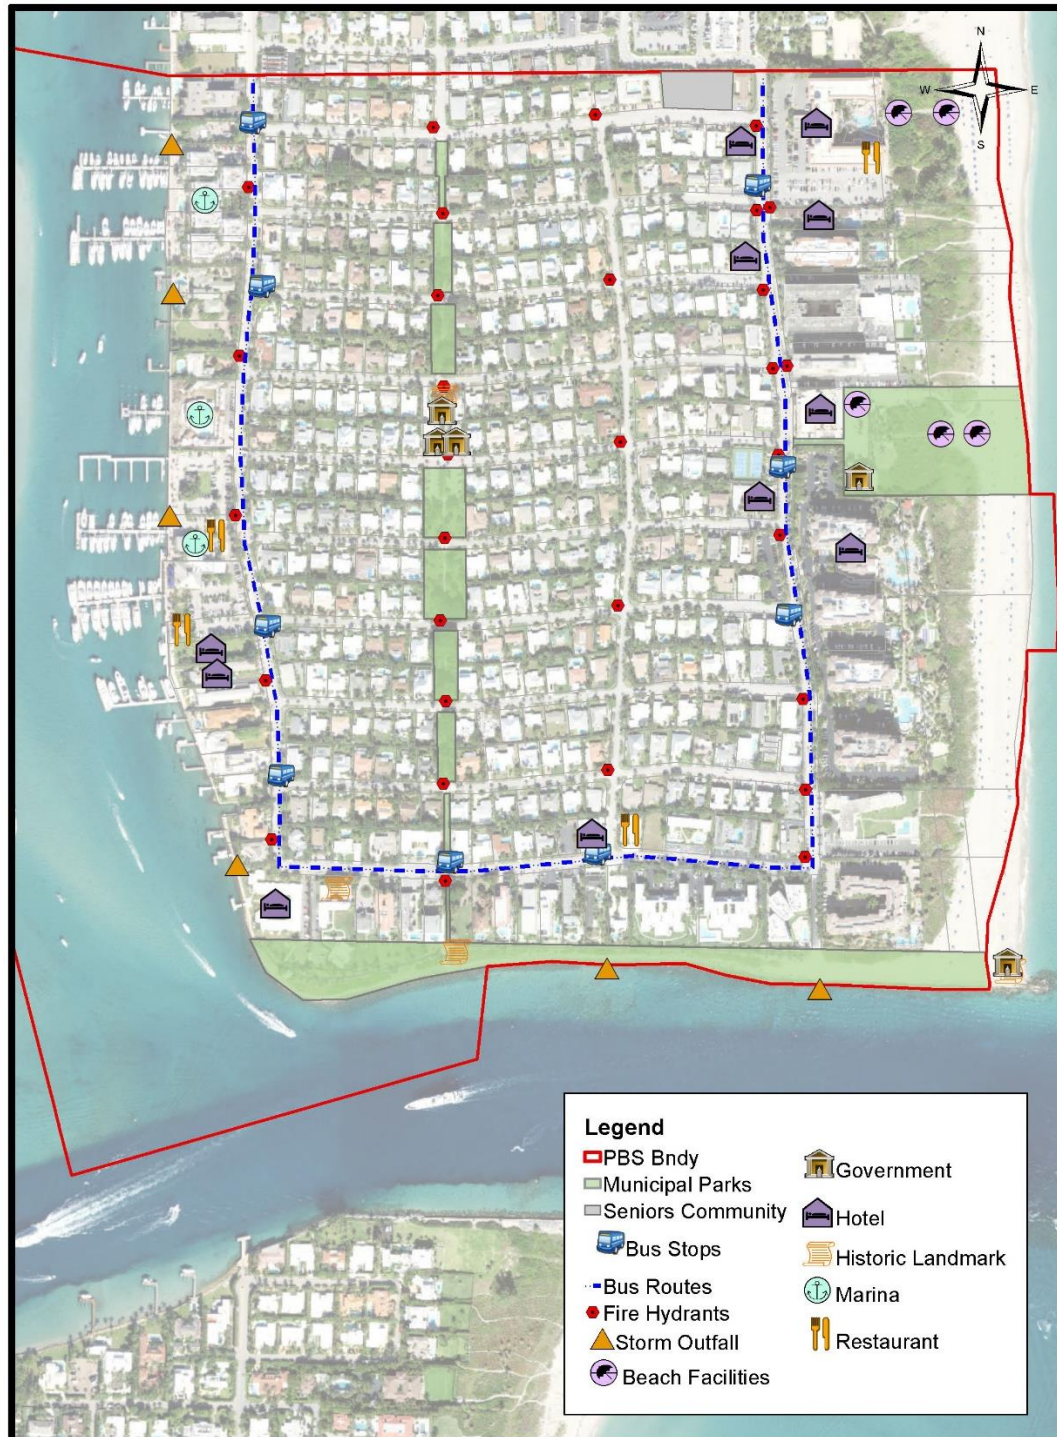 N
W E
S
Legend
PBS Bndy
Municipal Parks
Seniors Community
Bus Stops
Bus Routes
Fire Hydrants
Storm Outfall
Beach Facilities
Government
Hotel
Historic Landmark
Marina
Restaurant